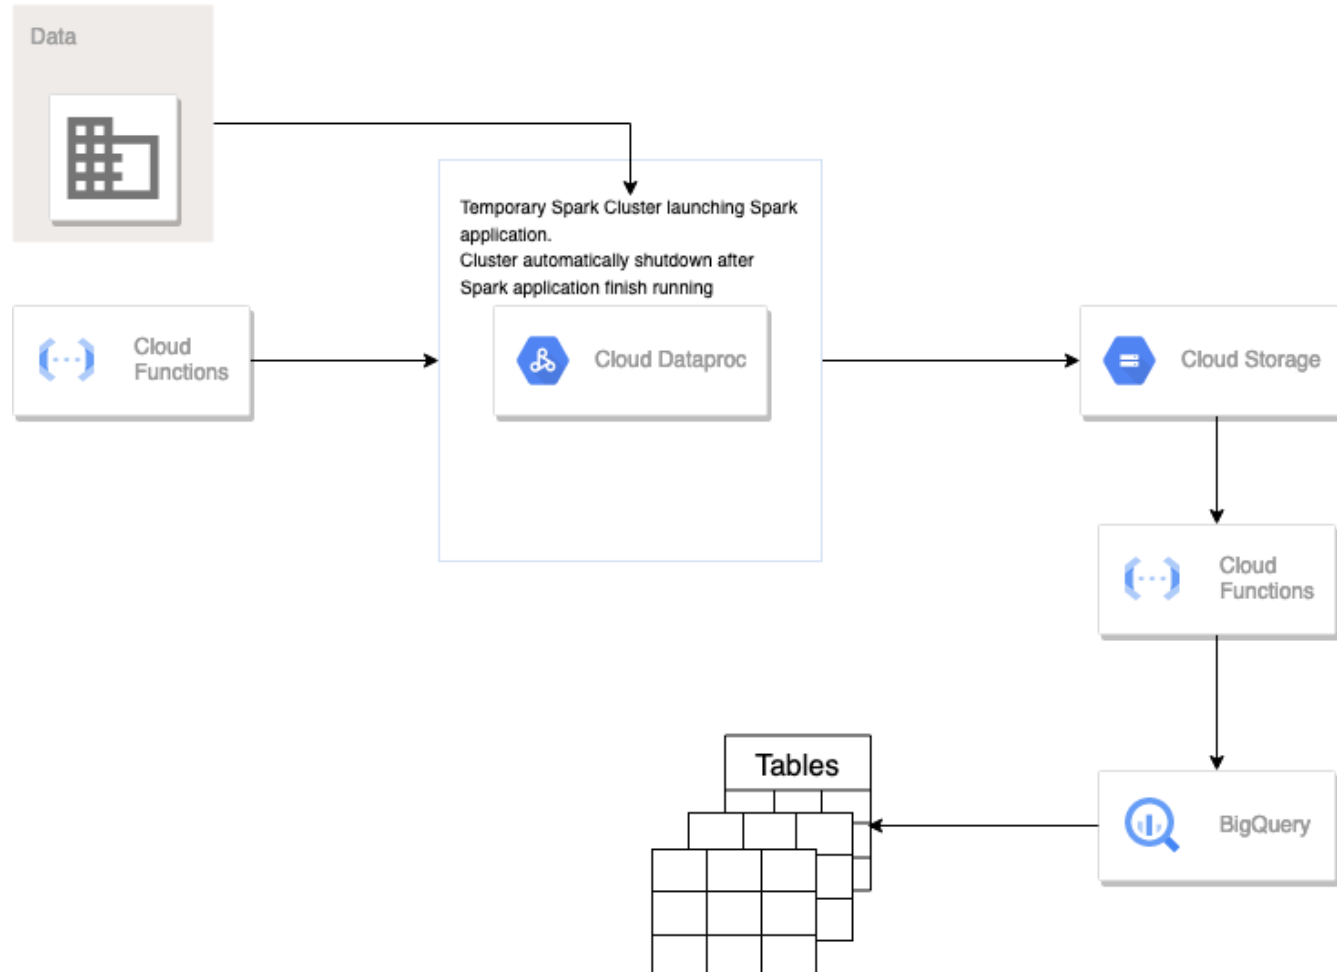 Data
Temporary Spark Cluster launching Spark
application.
Cluster automatically shutdown after
Spark application finish running
Cloud
Functions
Cloud Dataproc
Cloud Storage
Cloud
Functions
Tables
BigQuery